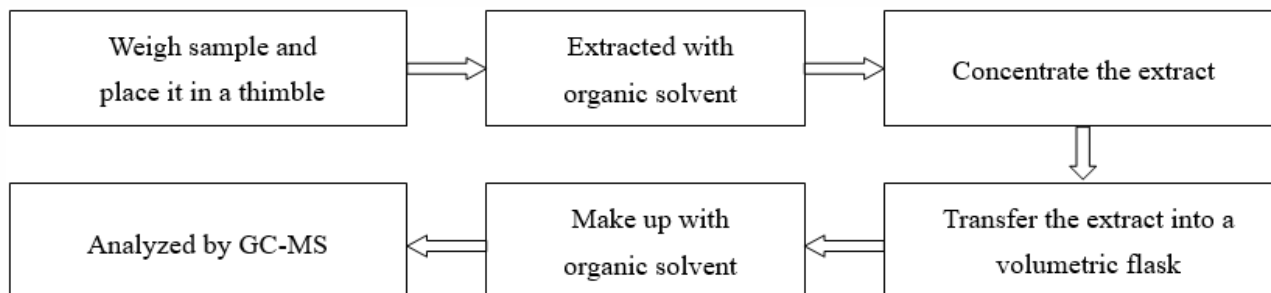 Weigh sample and
place it in a thimble
Extracted with
organic solvent
Concentrate the extract
Transfer the extract into a
volumetric flask
Make up with
organic solvent
Analyzed by GC-MS